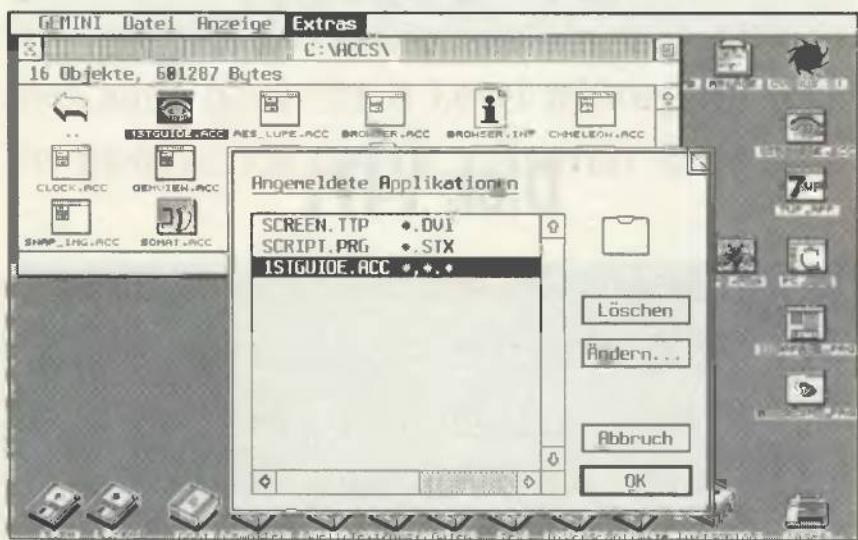 GEMINI Datei Anzeige Extras
C:\ACCS\
16 Objekte, 601287 Bytes
..
1STGUIDE.ACC AES_LUPE.ACC BROWSER.ACC BROWSER.INF CHMELEON.ACC
CLOCK.ACC GEMVIEW.ACC
SNAP_IMG.ACC SOMAT.ACC
Angemeldete Applikationen
SCREEN.TTP *.DVI
SCRIPT.PRG *.STX
1STGUIDE.ACC *,*.*
Löschen
Ändern...
Abbruch
OK
7UP
C